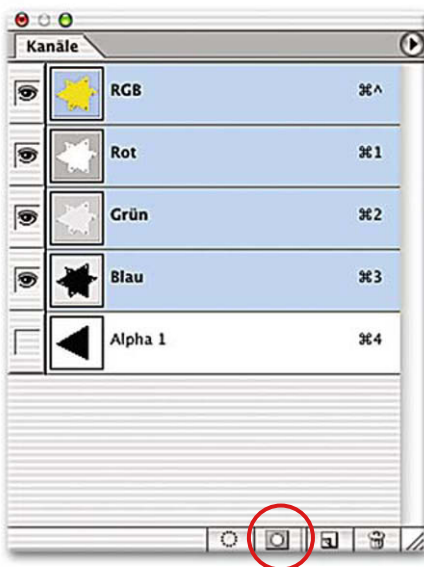 Kanäle
RGB ⌘^
Rot ⌘1
Grün ⌘2
Blau ⌘3
Alpha 1 ⌘4